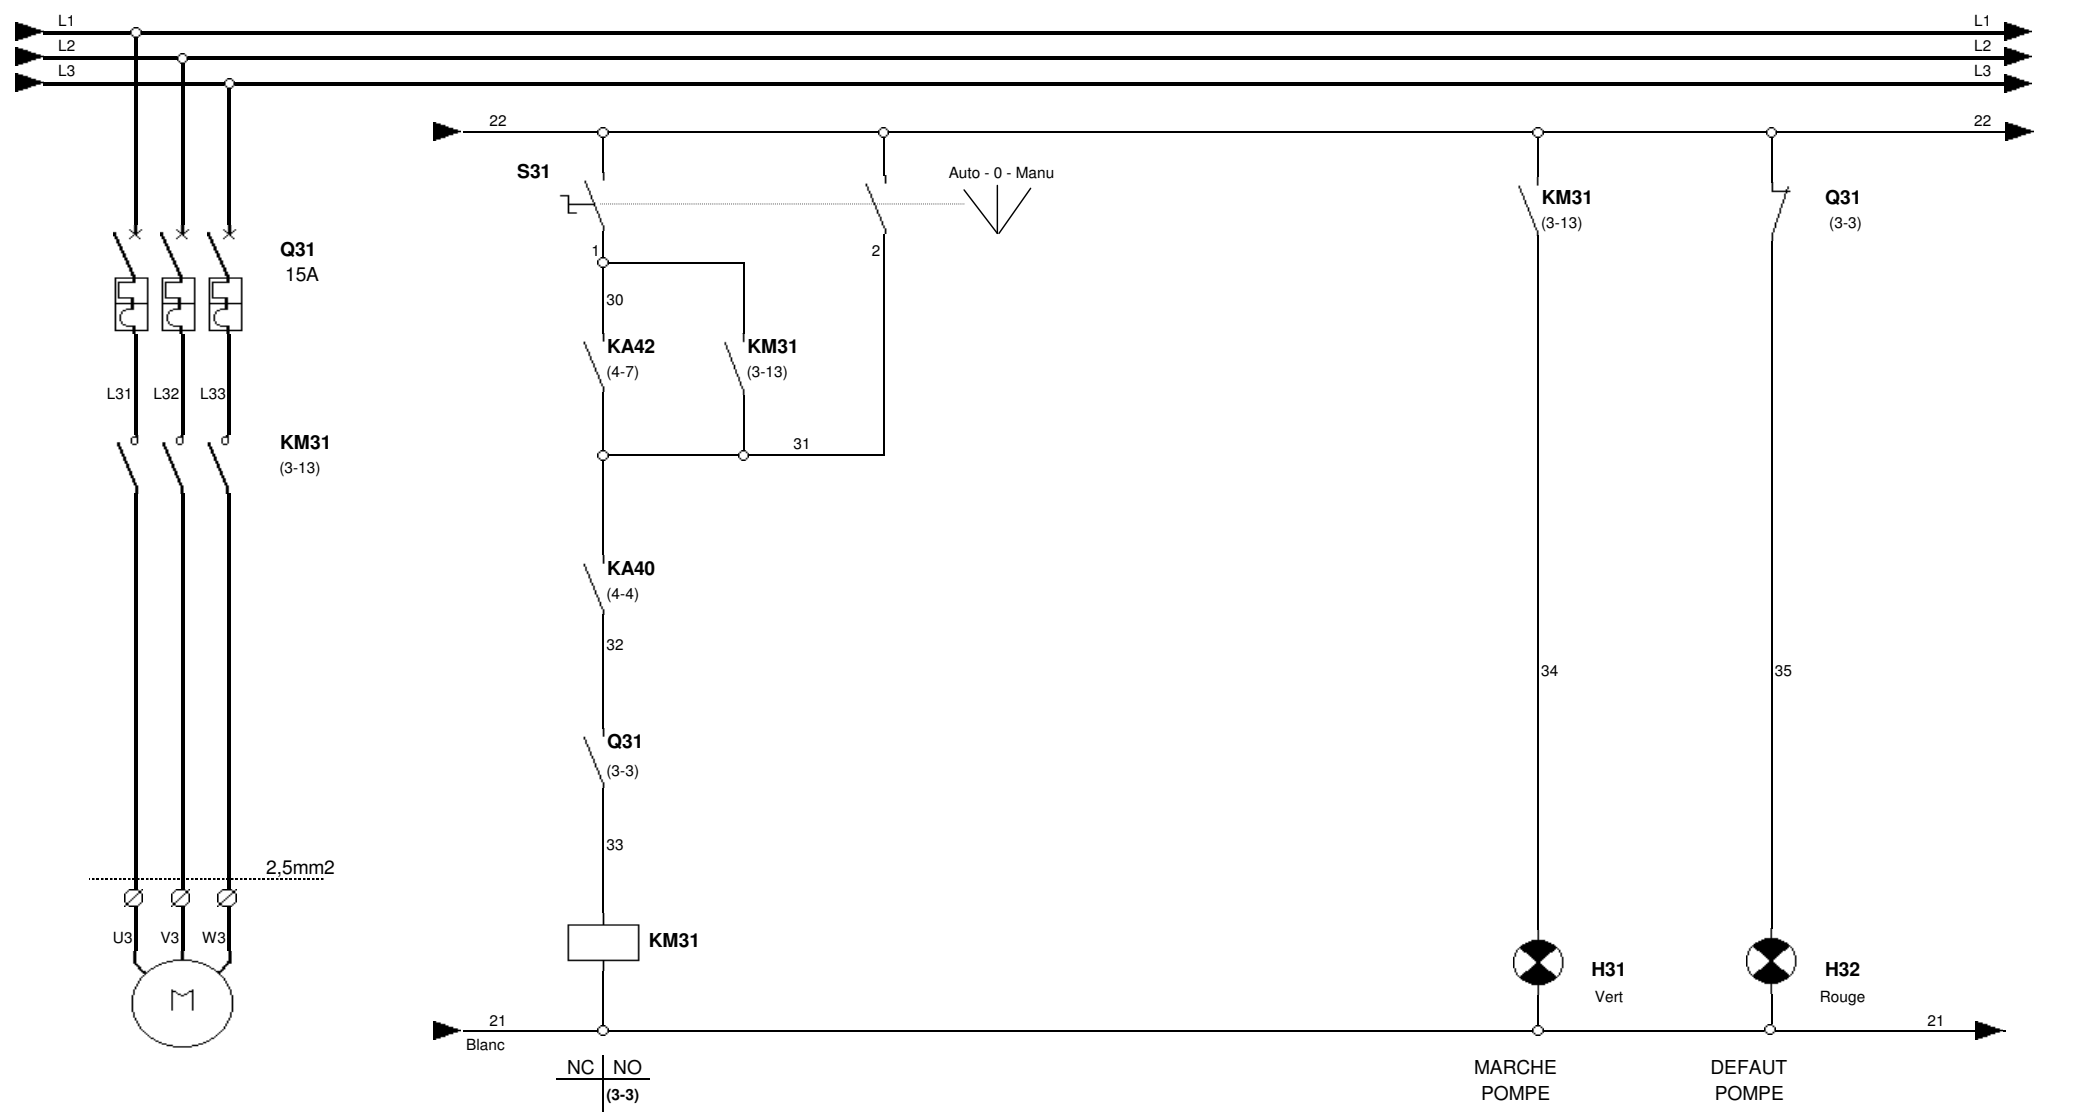 L1 L1
L2 L2
L3 L3
22 22
S31 Auto - 0 - Manu
KM31 Q31
(3-13) (3-3)
1 2
Q31
15A
30
KA42 KM31
(4-7) (3-13)
L31 L32 L33
31
KM31
(3-13)
KA40
(4-4)
32
34 35
Q31
(3-3)
33
2,5mm2
U3 V3 W3
M
KM31
H31 H32
Vert Rouge
21 21
Blanc
NC NO
(3-3)
MARCHE DEFAUT
POMPE POMPE